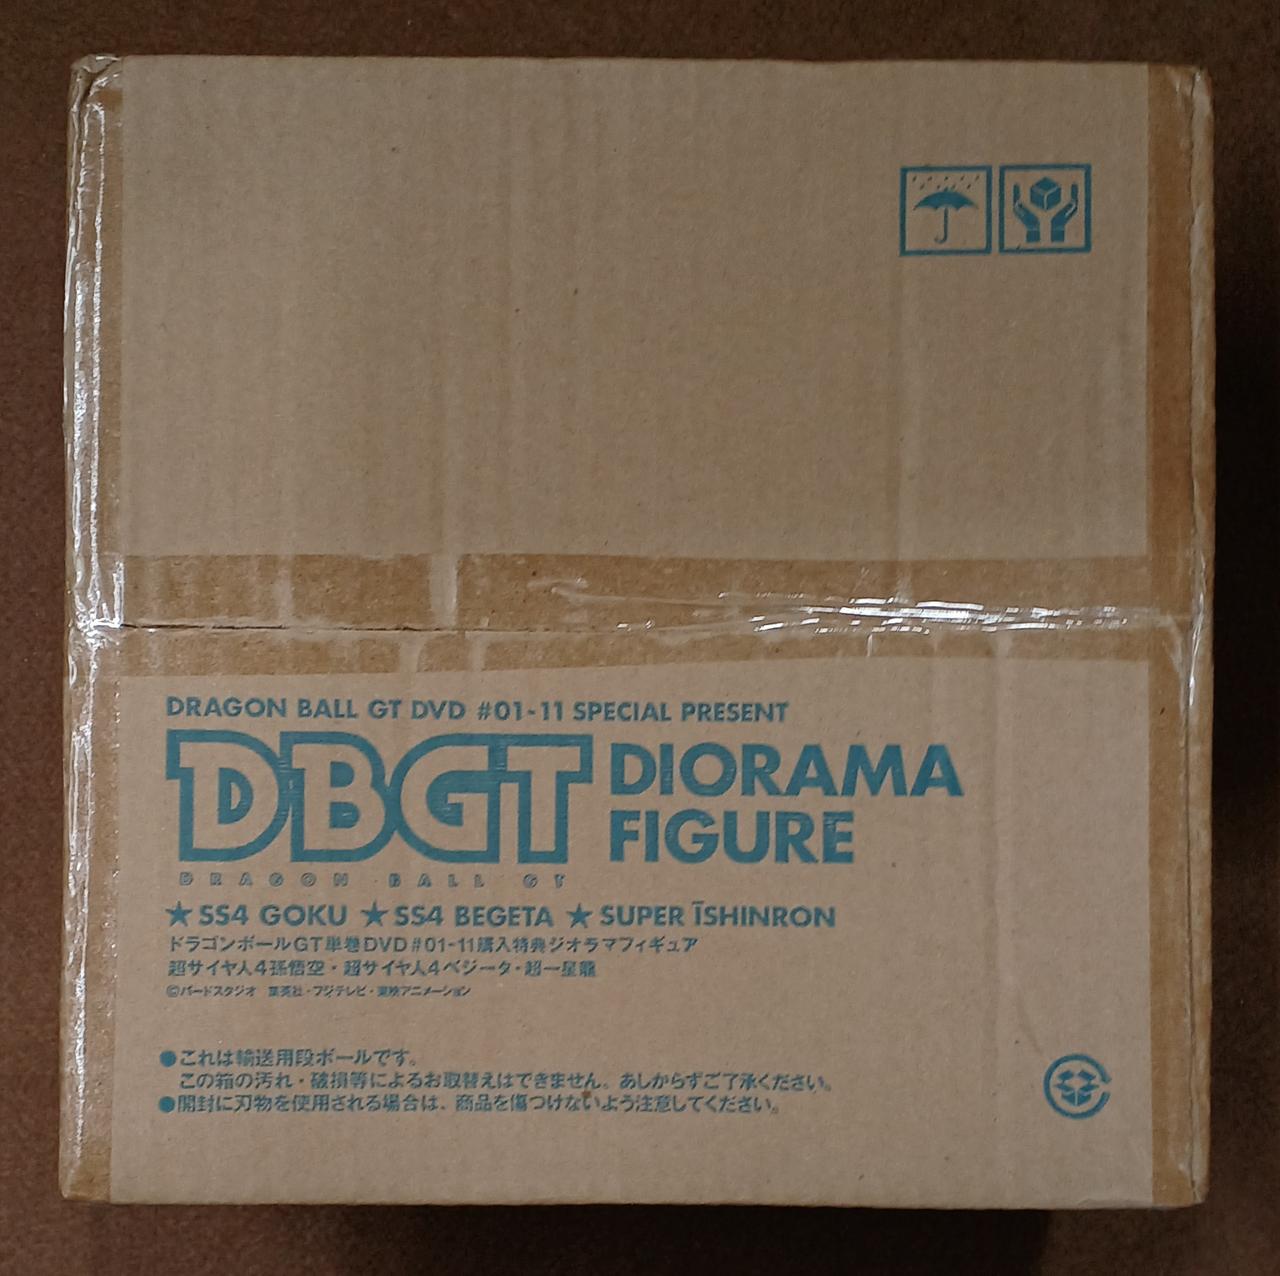 DRAGON BALL GT DVD #01-11 SPECIAL PRESENT
DBGT DIORAMA FIGURE
DRAGON BALL GT
★SS4 GOKU ★SS4 BEGETA ★SUPER ĪSHINRON
ドラゴンボールGT単巻DVD#01-11購入特典ジオラマフィギュア
超サイヤ人4孫悟空・超サイヤ人4ベジータ・超一星龍
©バードスタジオ 集英社・フジテレビ・東映アニメーション
●これは輸送用段ボールです。
この箱の汚れ・破損等によるお取替えはできません。あしからずご了承ください。
●開封に刃物を使用される場合は、商品を傷つけないよう注意してください。